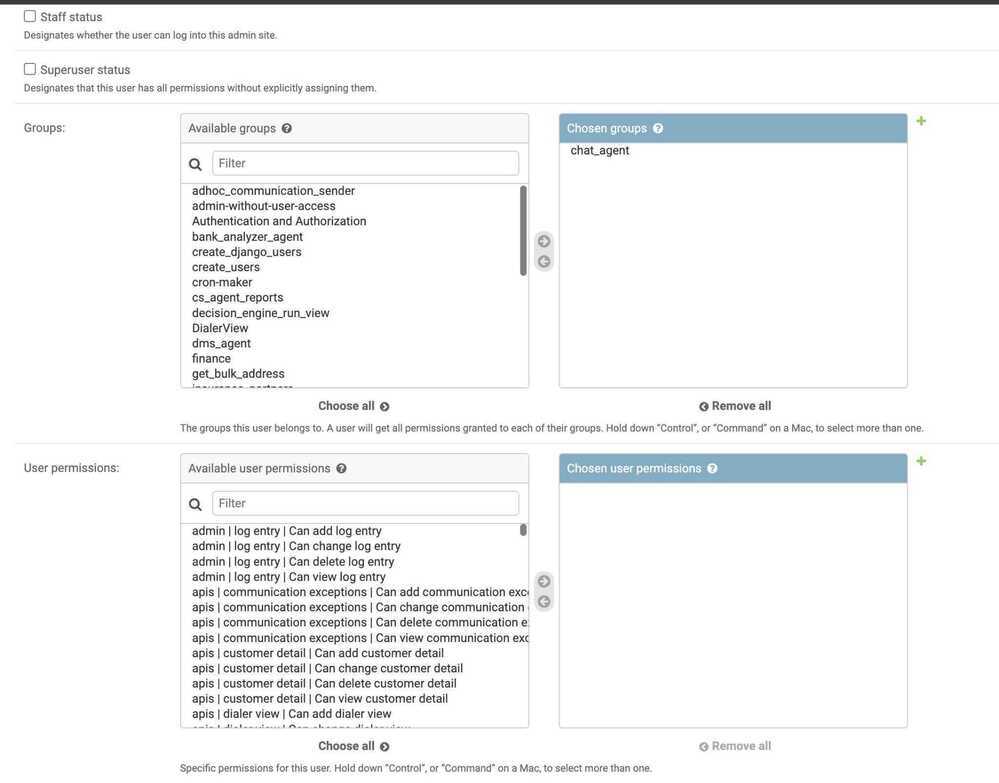 Staff status
Designates whether the user can log into this admin site.
Superuser status
Designates that this user has all permissions without explicitly assigning them.
Groups:
Available groups
Filter
adhoc_communication_sender
admin-without-user-access
Authentication and Authorization
bank_analyzer_agent
create_django_users
create_users
cron-maker
cs_agent_reports
decision_engine_run_view
DialerView
dms_agent
finance
get_bulk_address
Choose all
Chosen groups
chat_agent
Remove all
The groups this user belongs to. A user will get all permissions granted to each of their groups. Hold down “Control”, or “Command” on a Mac, to select more than one.
User permissions:
Available user permissions
Filter
admin | log entry | Can add log entry
admin | log entry | Can change log entry
admin | log entry | Can delete log entry
admin | log entry | Can view log entry
apis | communication exceptions | Can add communication exc
apis | communication exceptions | Can change communication
apis | communication exceptions | Can delete communication e
apis | communication exceptions | Can view communication exc
apis | customer detail | Can add customer detail
apis | customer detail | Can change customer detail
apis | customer detail | Can delete customer detail
apis | customer detail | Can view customer detail
apis | dialer view | Can add dialer view
Choose all
Chosen user permissions
Remove all
Specific permissions for this user. Hold down “Control”, or “Command” on a Mac, to select more than one.